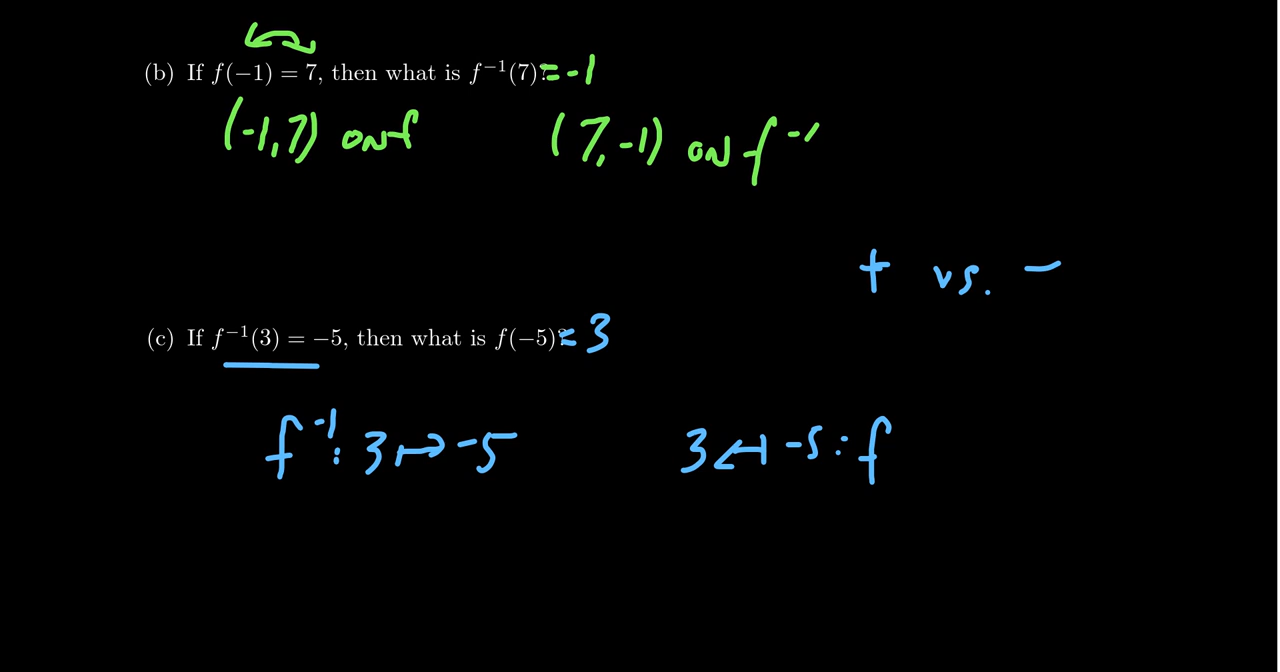 (b) If f(−1) = 7, then what is f⁻¹(7)? = -1
(-1, 7) on f (7, -1) on f⁻¹
+ vs. −
(c) If f⁻¹(3) = −5, then what is f(−5)? = 3
f⁻¹: 3 ↦ -5 3 ↤ -5 : f